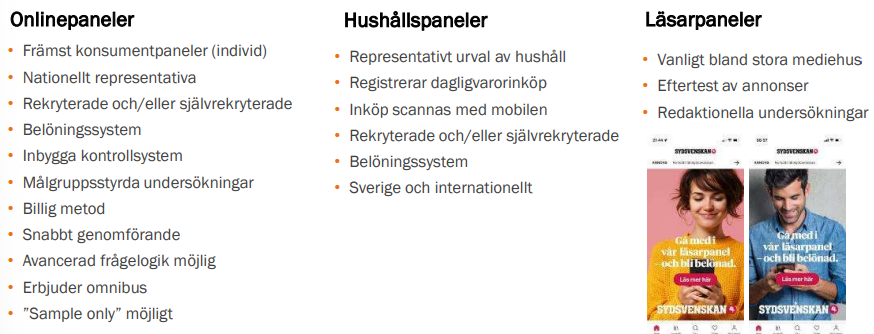 Onlinepaneler
Främst konsumentpaneler (individ)
Nationellt representativa
Rekryterade och/eller självrekryterade
Belöningssystem
Inbygga kontrollsystem
Målgruppsstyrda undersökningar
Billig metod
Snabbt genomförande
Avancerad frågelogik möjlig
Erbjuder omnibus
”Sample only” möjligt
Hushållspaneler
Representativt urval av hushåll
Registrerar dagligvarorinköp
Inköp scannas med mobilen
Rekryterade och/eller självrekryterade
Belöningssystem
Sverige och internationellt
Läsarpaneler
Vanligt bland stora mediehus
Eftertest av annonser
Redaktionella undersökningar
SYDSVENSKAN
Gå med i
vår läsarpanel
– och bli belönad.
Läs mer här
SYDSVENSKAN
SYDSVENSKAN
Gå med i
vår läsarpanel
– och bli belönad.
Läs mer här
SYDSVENSKAN